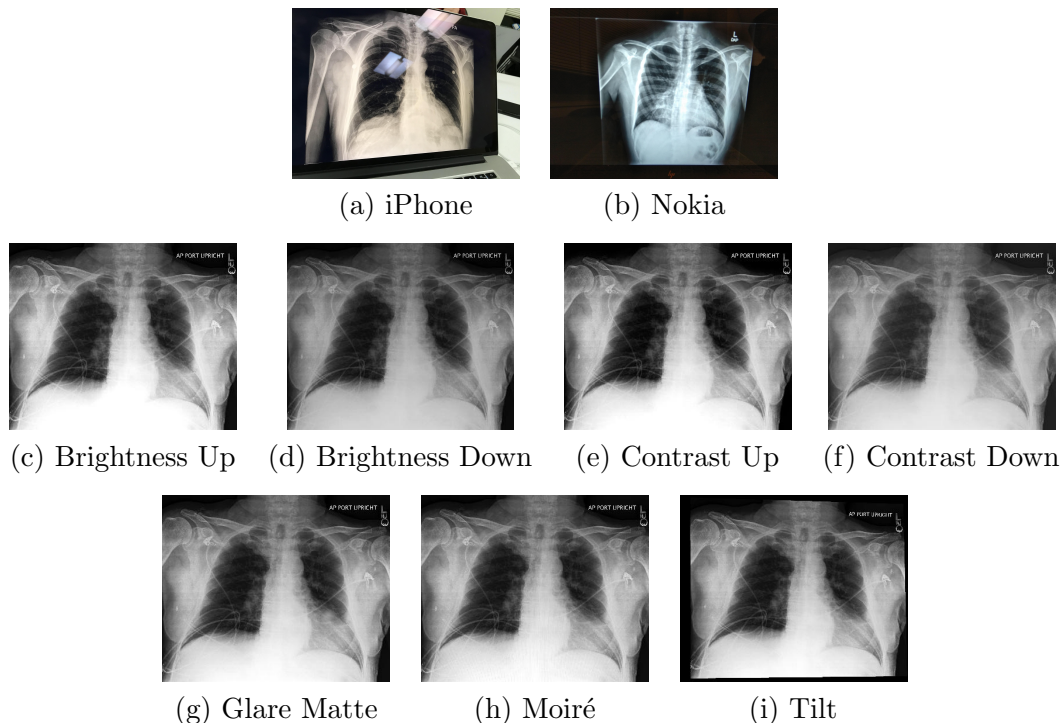 L
(a) iPhone
(b) Nokia
AP PORT UPRIGHT
AP PORT UPRIGHT
AP PORT UPRIGHT
AP PORT UPRIGHT
(c) Brightness Up
(d) Brightness Down
(e) Contrast Up
(f) Contrast Down
AP PORT UPRIGHT
AP PORT UPRIGHT
AP PORT UPRIGHT
(g) Glare Matte
(h) Moiré
(i) Tilt